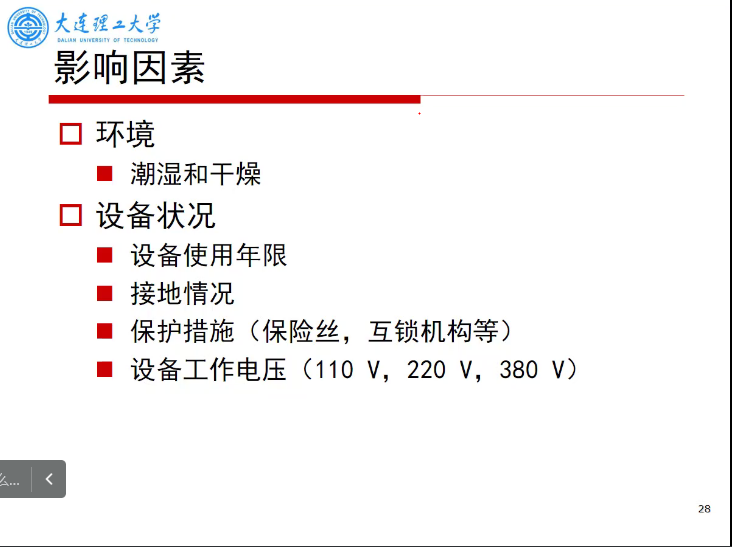 大连理工大学
DALIAN UNIVERSITY OF TECHNOLOGY
影响因素
环境
潮湿和干燥
设备状况
设备使用年限
接地情况
保护措施（保险丝，互锁机构等）
设备工作电压（110 V，220 V，380 V）
么...
28